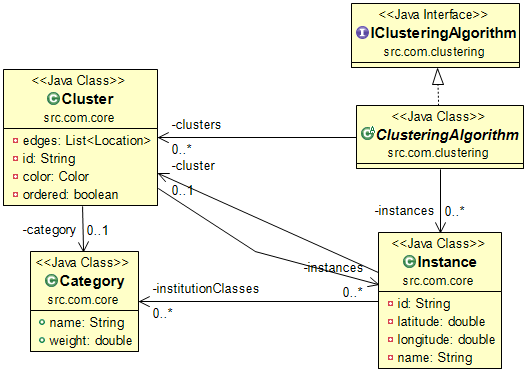 <<Java Interface>>
IClusteringAlgorithm
src.com.clustering
<<Java Class>>
Cluster
src.com.core
edges: List<Location>
id: String
color: Color
ordered: boolean
<<Java Class>>
ClusteringAlgorithm
src.com.clustering
-clusters
0..*
-cluster
0..1
-instances
0..*
-category
0..1
<<Java Class>>
Category
src.com.core
name: String
weight: double
-instances
0..*
-institutionClasses
0..*
<<Java Class>>
Instance
src.com.core
id: String
latitude: double
longitude: double
name: String